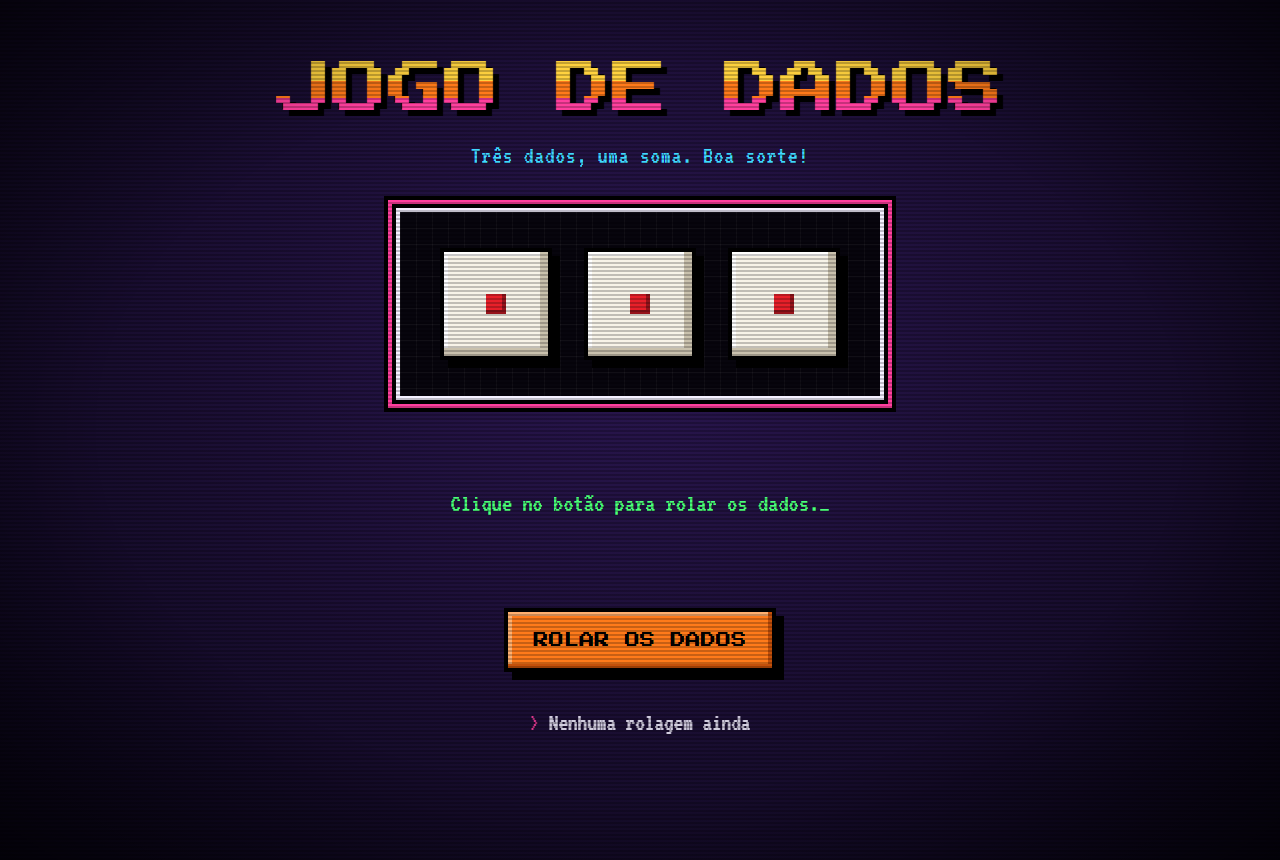 JOGO DE DADOS
Três dados, uma soma. Boa sorte!
Clique no botão para rolar os dados._
ROLAR OS DADOS
> Nenhuma rolagem ainda